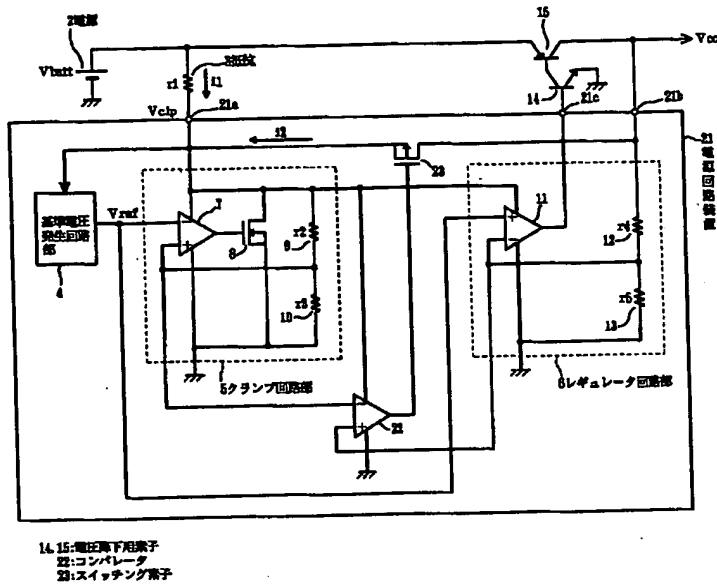 15
2電源
Vcc
Vbatt
r1
3抵抗
i1
14
Vclp
21a
21c
21b
i2
21
電源回路装置
23
7
Vref
基準電圧
発生回路
部
4
8
r2
9
11
r4
12
r3
10
r5
13
5クランプ回路部
6レギュレータ回路部
22
14,15:電圧降下用素子
22:コンパレータ
23:スイッチング素子